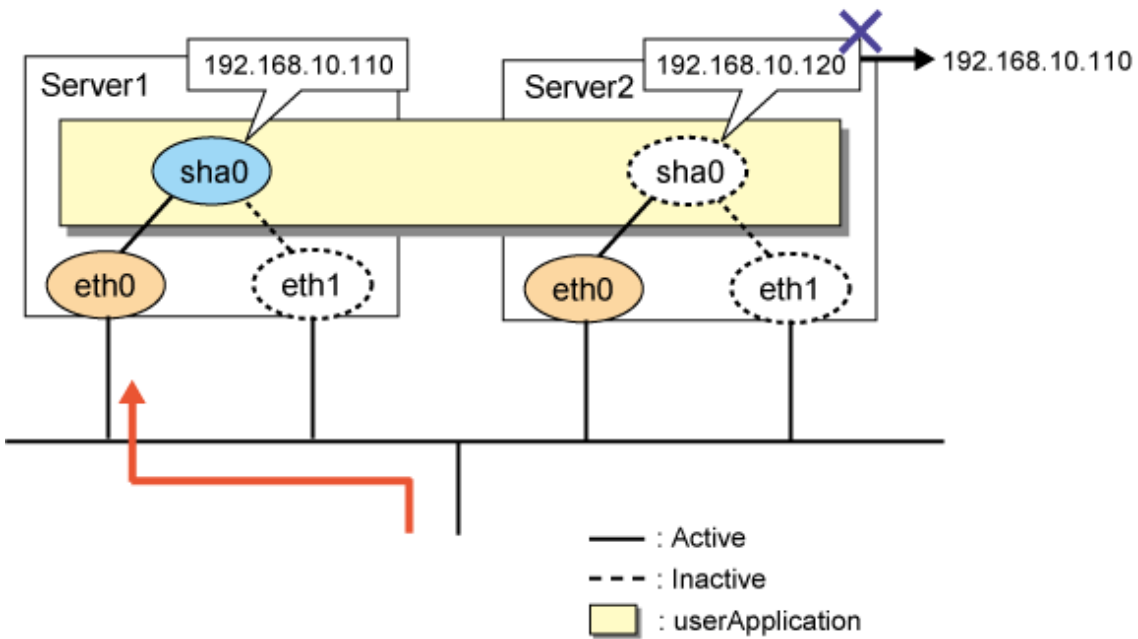 192.168.10.110
192.168.10.120
192.168.10.110
Server1
Server2
sha0
sha0
eth0
eth1
eth0
eth1
: Active
: Inactive
: userApplication